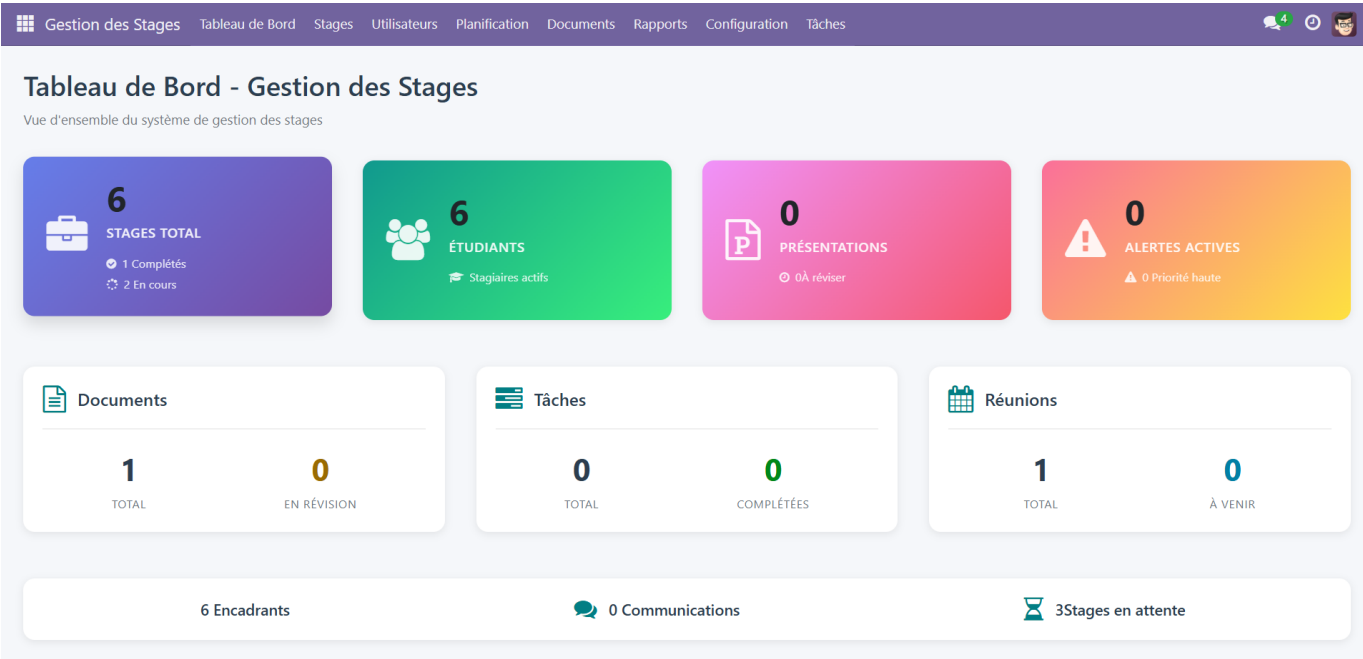 Gestion des Stages Tableau de Bord Stages Utilisateurs Planification Documents Rapports Configuration Tâches 4
Tableau de Bord - Gestion des Stages
Vue d'ensemble du système de gestion des stages
6
STAGES TOTAL
1 Complétés
2 En cours
6
ÉTUDIANTS
Stagiaires actifs
0
PRÉSENTATIONS
0À réviser
0
ALERTES ACTIVES
0 Priorité haute
Documents
1 0
TOTAL EN RÉVISION
Tâches
0 0
TOTAL COMPLÉTÉES
Réunions
1 0
TOTAL À VENIR
6 Encadrants 0 Communications 3Stages en attente